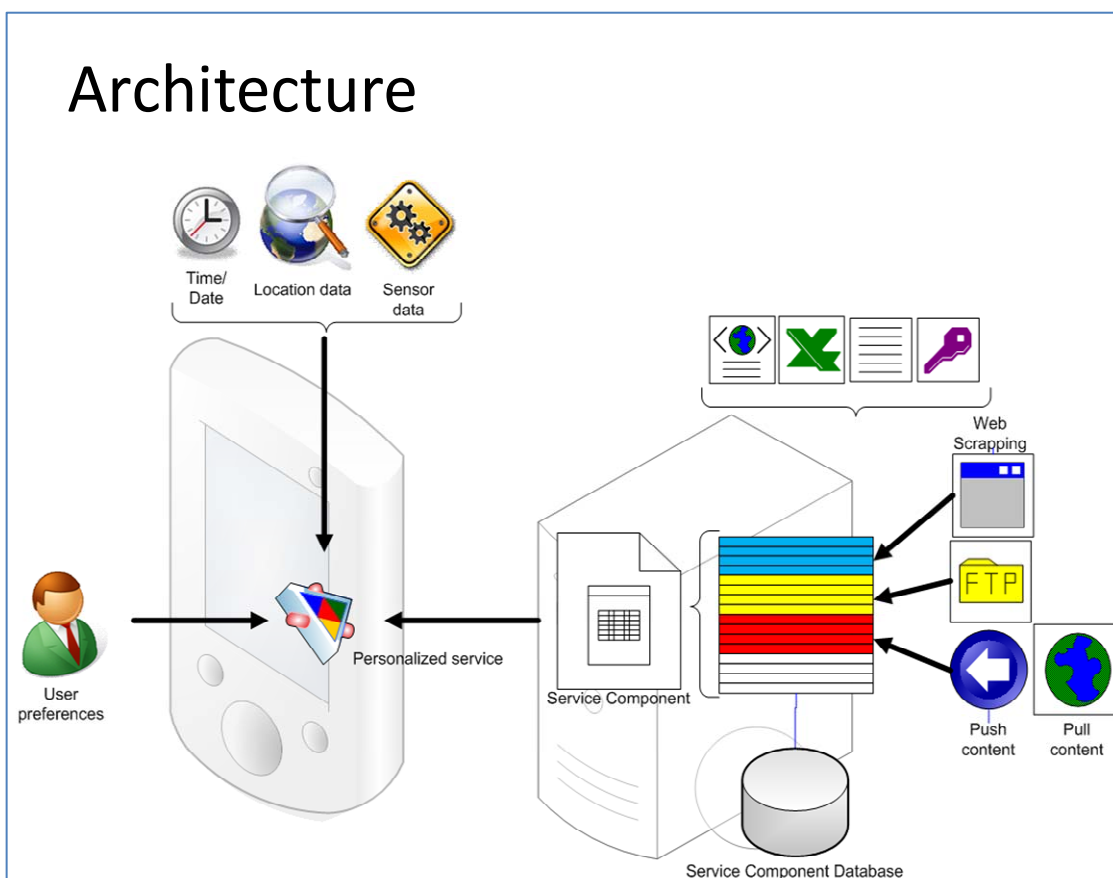 Architecture
Time/
Date
Location data
Sensor
data
Web
Scrapping
FTP
Personalized service
User
preferences
Service Component
Push
content
Pull
content
Service Component Database